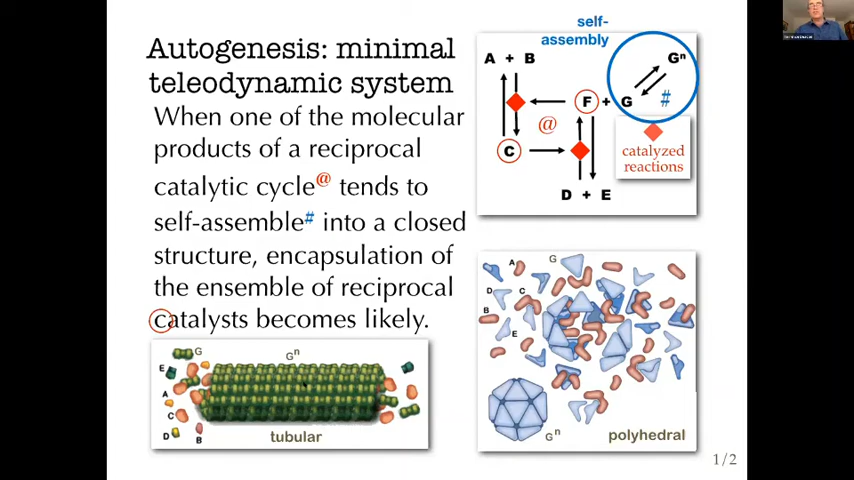 Autogenesis: minimal
teleodynamic system
When one of the molecular
products of a reciprocal
catalytic cycle@ tends to
self-assemble# into a closed
structure, encapsulation of
the ensemble of reciprocal
catalysts becomes likely.
self-
assembly
A + B
Gⁿ
F + G
#
@
C
catalyzed
reactions
D + E
G
Gⁿ
E
A
C
D
B
tubular
A
G
D
C
B
E
Gⁿ
polyhedral
1/2